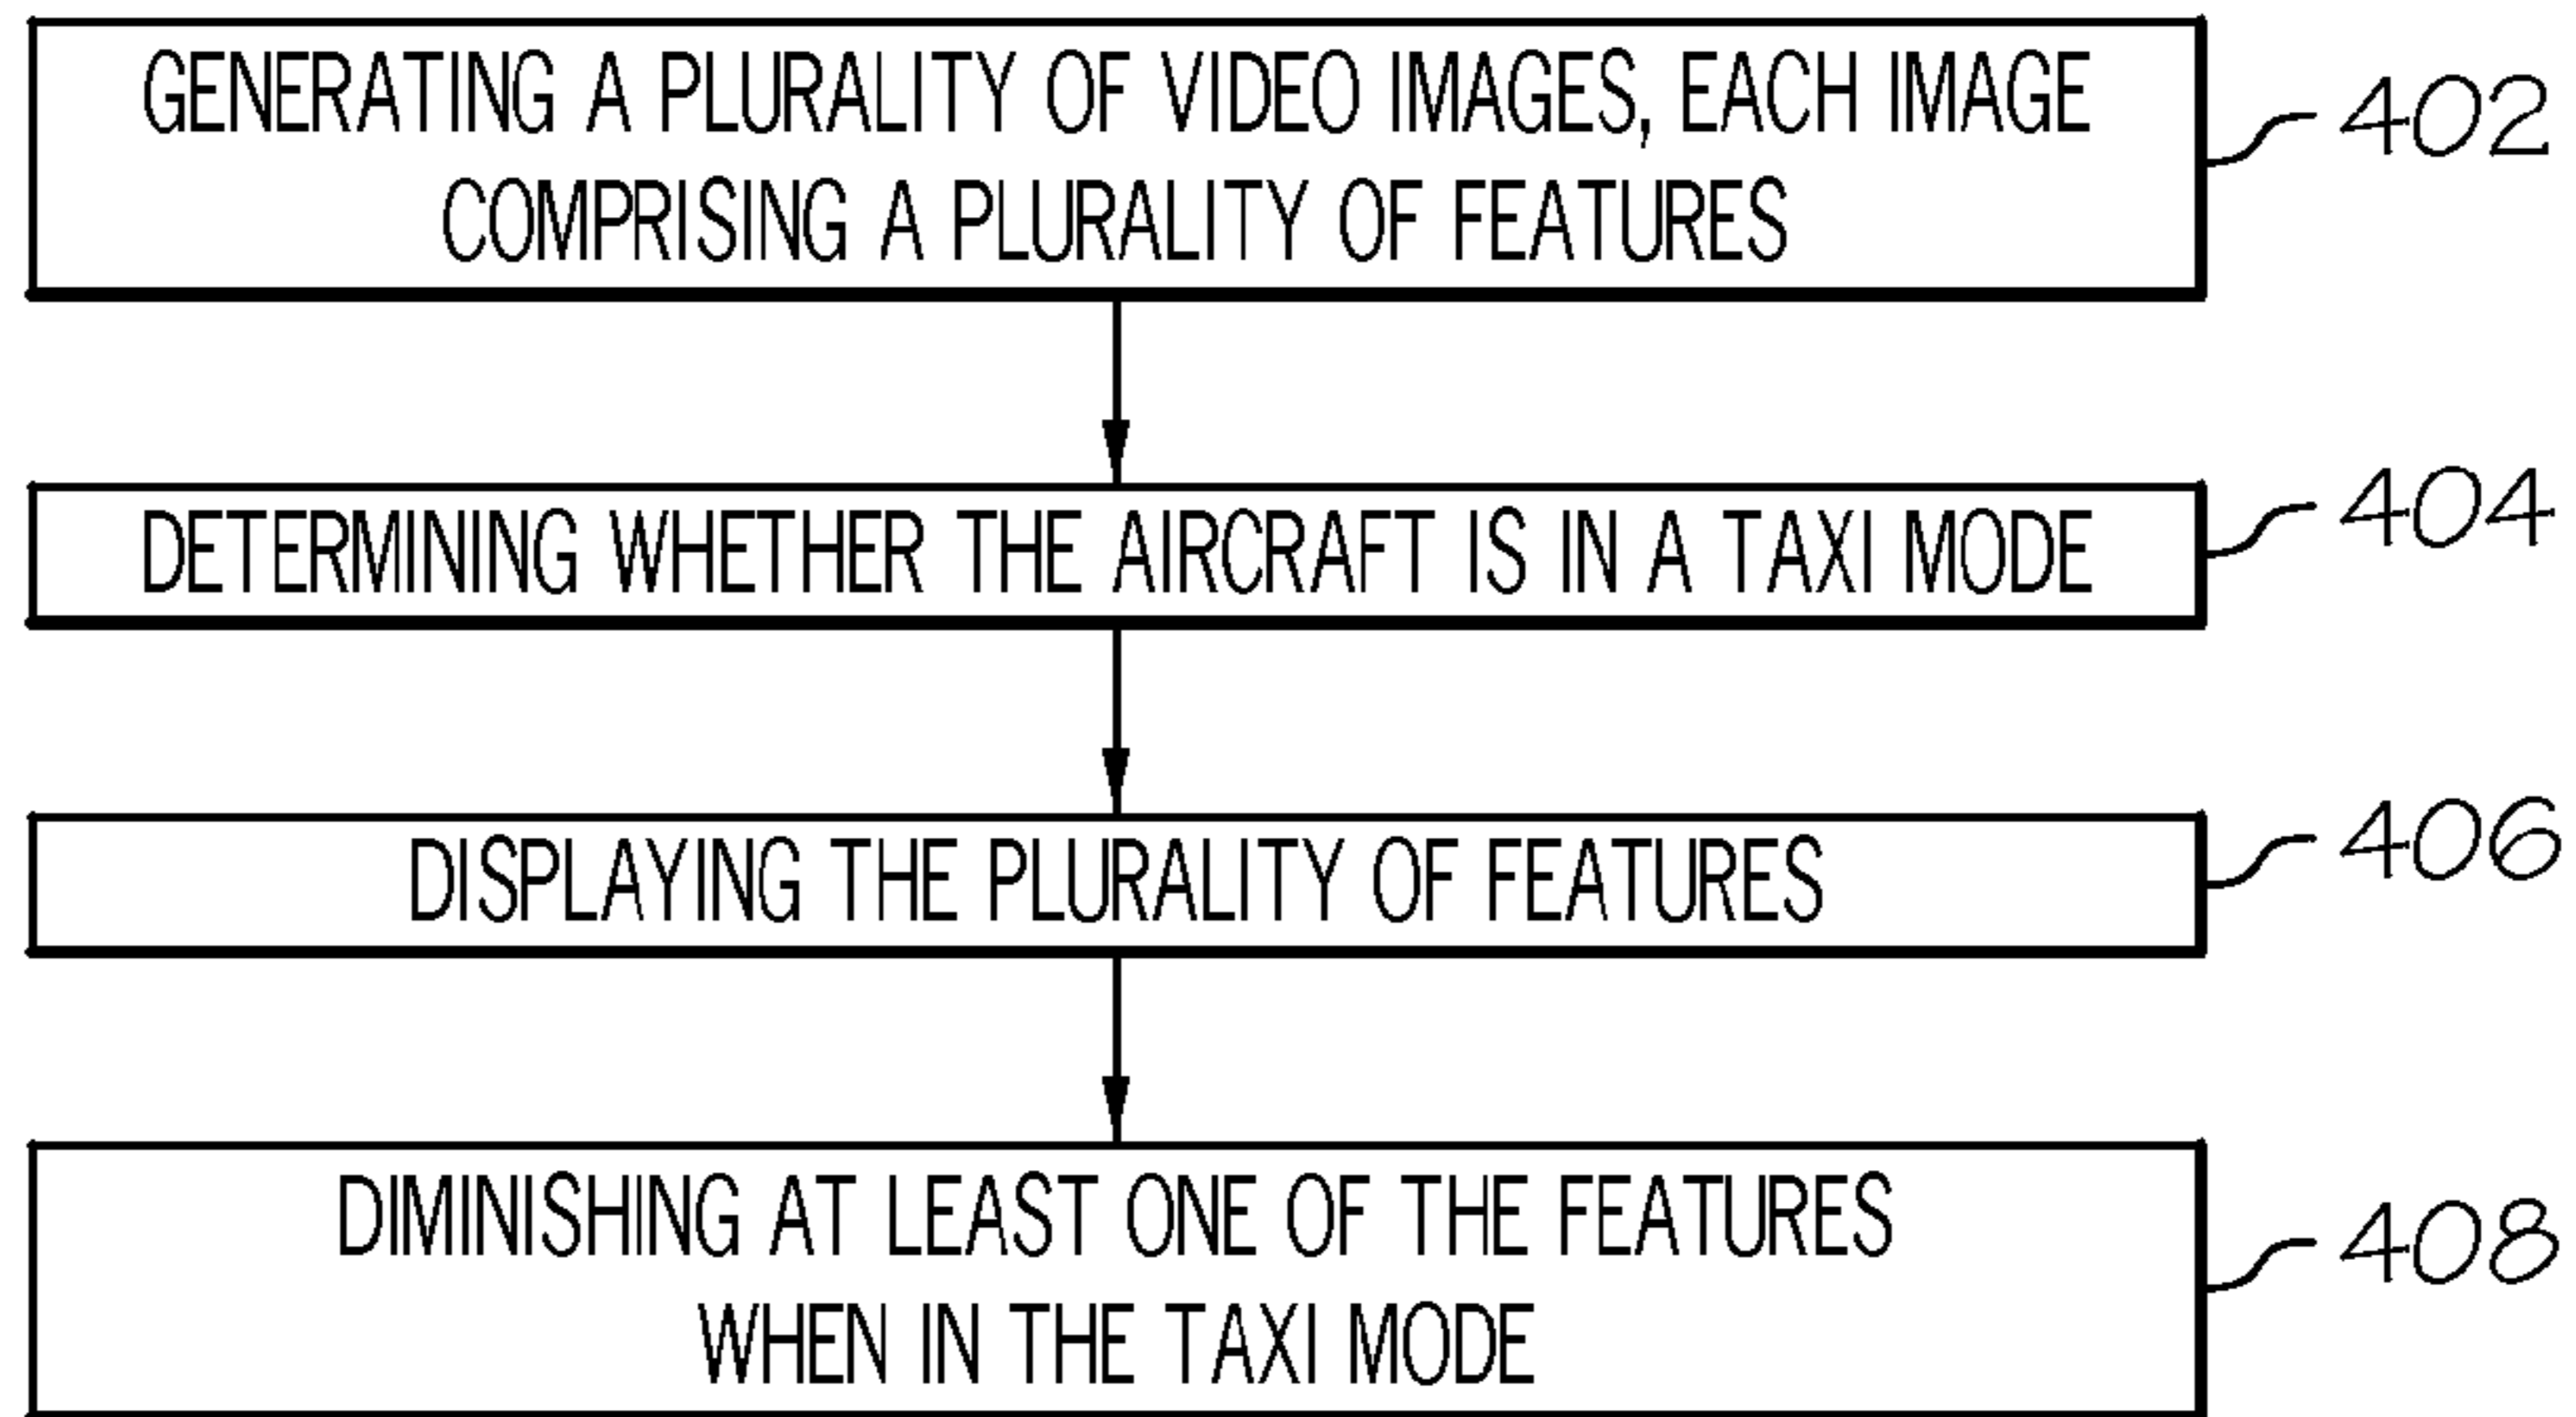 GENERATING A PLURALITY OF VIDEO IMAGES, EACH IMAGE
COMPRISING A PLURALITY OF FEATURES
402
DETERMINING WHETHER THE AIRCRAFT IS IN A TAXI MODE
404
DISPLAYING THE PLURALITY OF FEATURES
406
DIMINISHING AT LEAST ONE OF THE FEATURES
WHEN IN THE TAXI MODE
408